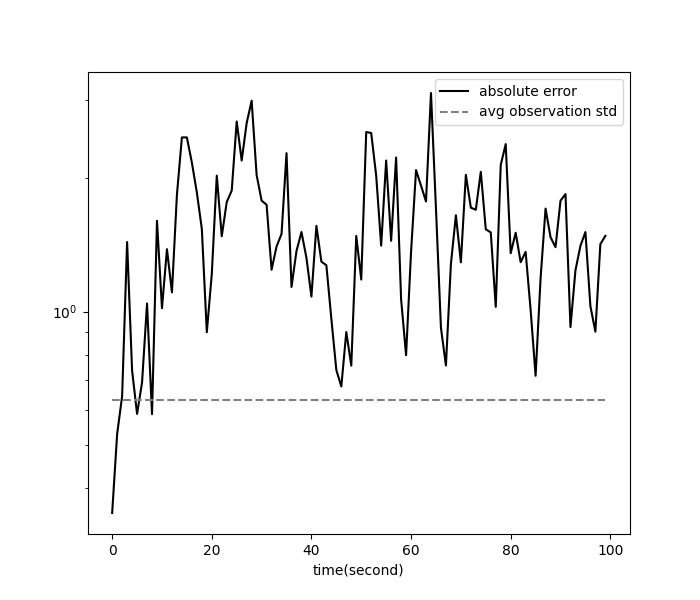 absolute error
avg observation std
10^0
0 20 40 60 80 100
time(second)